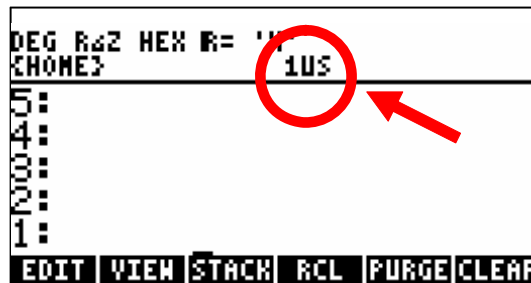 DEG R∠Z HEX R= 'X'
{HOME} 1US
5:
4:
3:
2:
1:
EDIT VIEW STACK RCL PURGE CLEAR